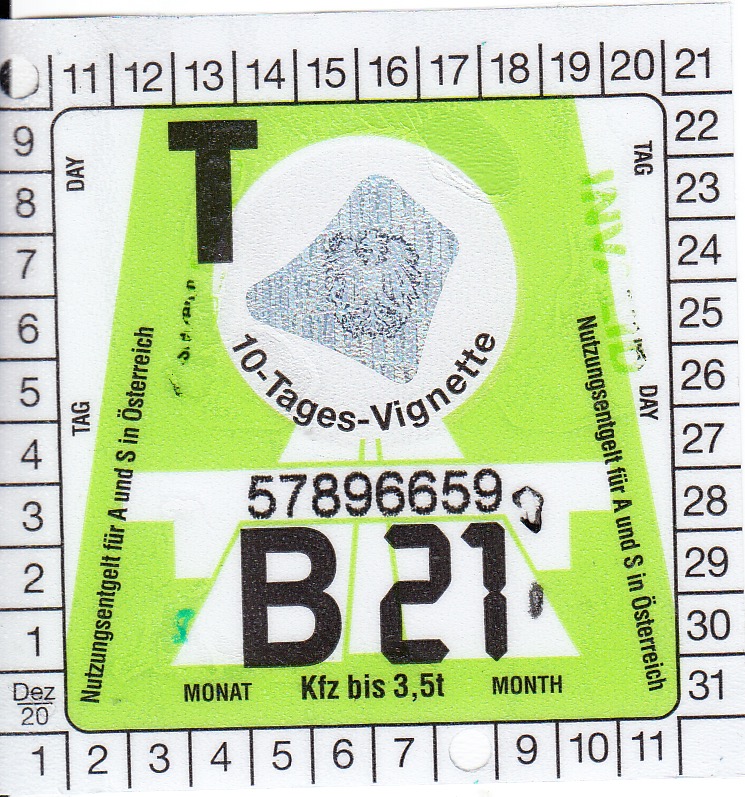 11 12 13 14 15 16 17 18 19 20 21
9 22
DAY T TAG
8 23
INVALID
7 24
6 25
5 26
10-Tages-Vignette
TAG DAY
4 27
Nutzungsentgelt für A und S in Österreich
Nutzungsentgelt für A und S in Österreich
57896659
3 28
2 29
B 21
1 30
MONAT Kfz bis 3,5t MONTH
Dez 31
20
1 2 3 4 5 6 7 9 10 11